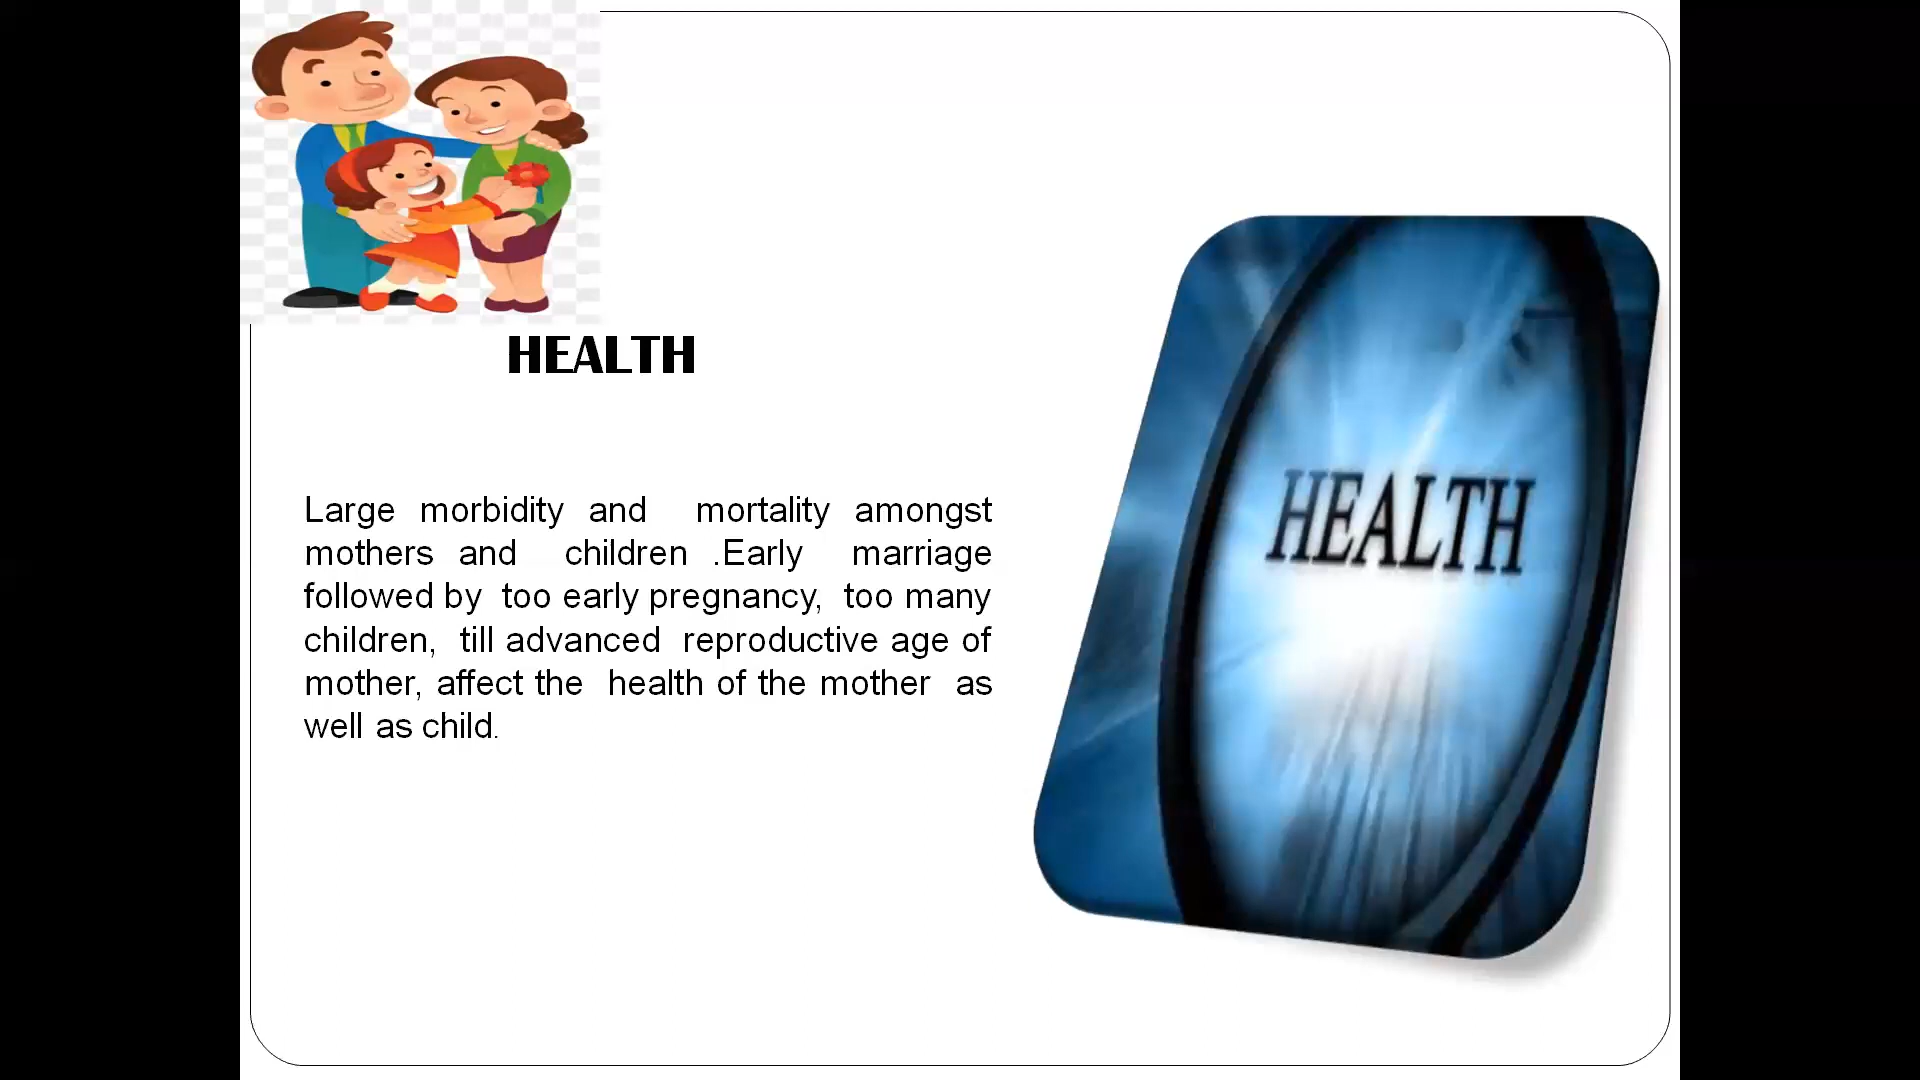 HEALTH
Large morbidity and mortality amongst
mothers and children .Early marriage
followed by too early pregnancy, too many
children, till advanced reproductive age of
mother, affect the health of the mother as
well as child.
HEALTH